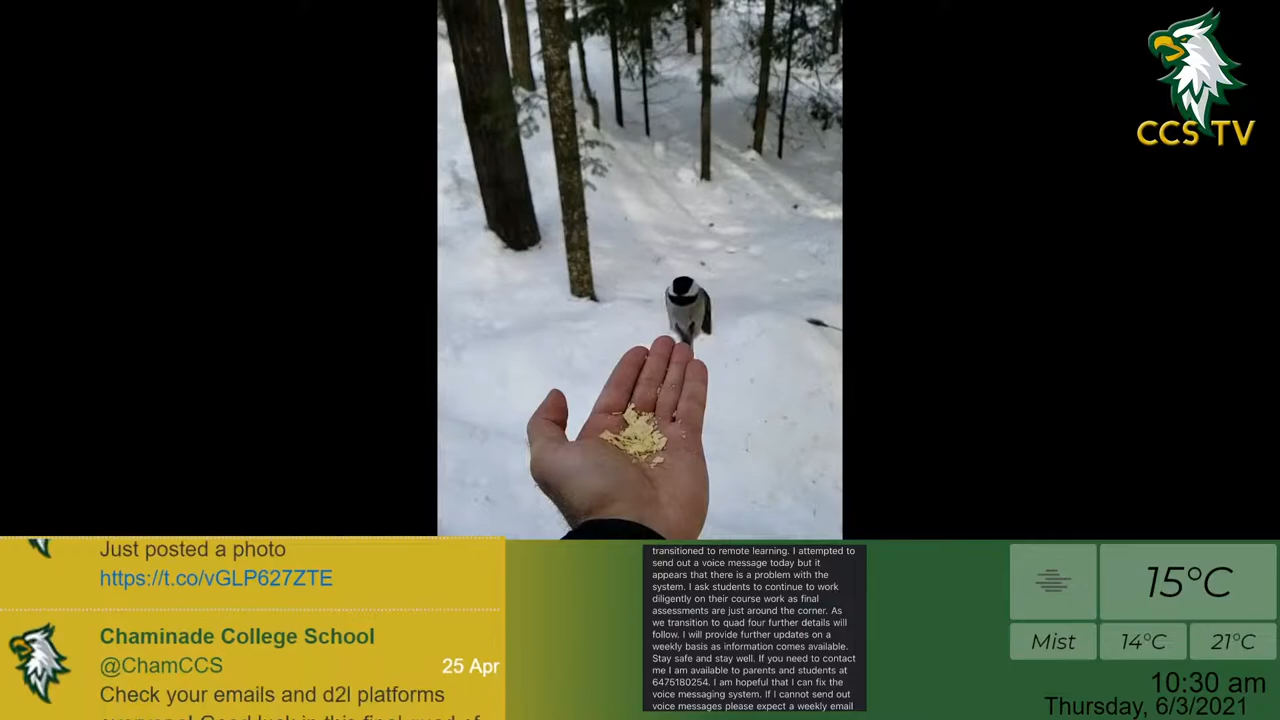 CCS TV
Just posted a photo
https://t.co/vGLP627ZTE
Chaminade College School
@ChamCCS
25 Apr
Check your emails and d2l platforms
transitioned to remote learning. I attempted to
send out a voice message today but it
appears that there is a problem with the
system. I ask students to continue to work
diligently on their course work as final
assessments are just around the corner. As
we transition to quad four further details will
follow. I will provide further updates on a
weekly basis as information comes available.
Stay safe and stay well. If you need to contact
me I am available to parents and students at
6475180254. I am hopeful that I can fix the
voice messaging system. If I cannot send out
voice messages please expect a weekly email
15°C
Mist
14°C
21°C
10:30 am
Thursday, 6/3/2021